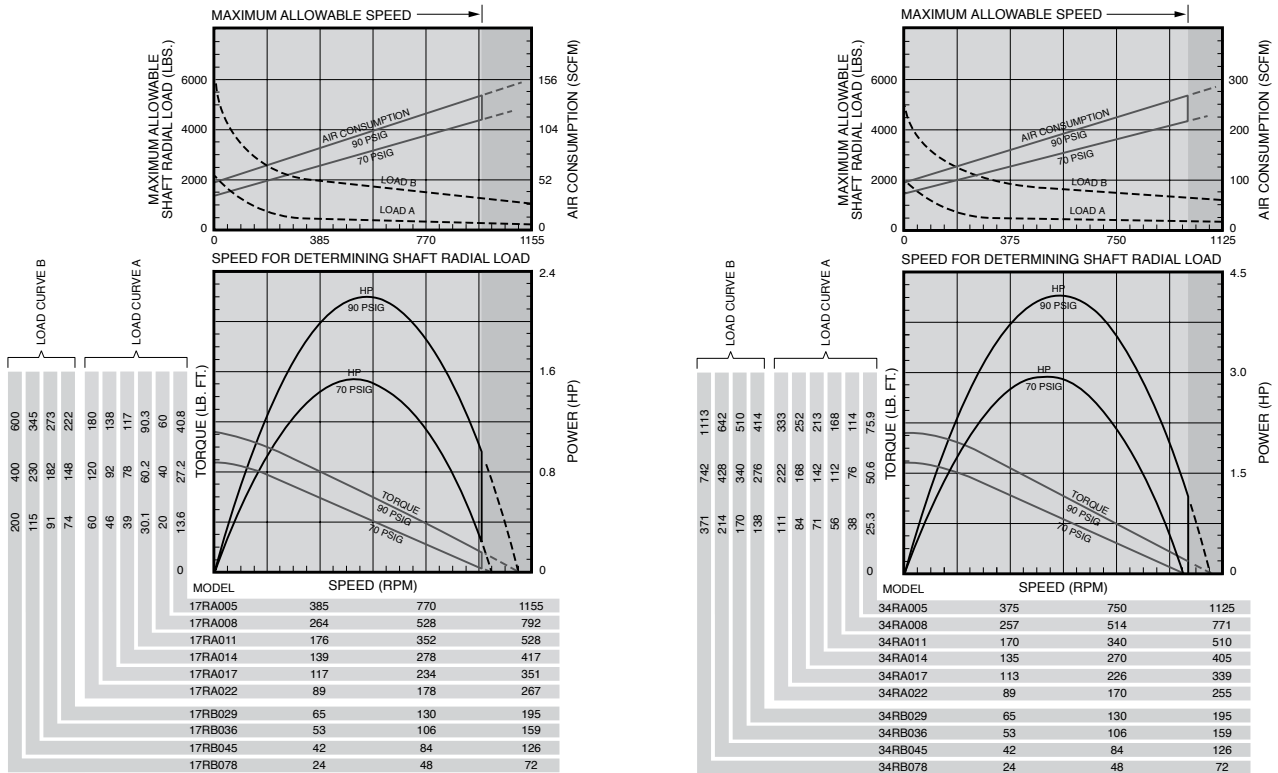 MAXIMUM ALLOWABLE SPEED
MAXIMUM ALLOWABLE
SHAFT RADIAL LOAD (LBS.)
6000
4000
2000
0
AIR CONSUMPTION
90 PSIG
70 PSIG
LOAD B
LOAD A
156
104
52
0
AIR CONSUMPTION (SCFM)
0 385 770 1155
SPEED FOR DETERMINING SHAFT RADIAL LOAD
LOAD CURVE B
LOAD CURVE A
600 345 273 222 180 138 117 90.3 60 40.8
400 230 182 148 120 92 78 60.2 40 27.2
200 115 91 74 60 46 39 30.1 20 13.6
TORQUE (LB. FT.)
0
HP
90 PSIG
HP
70 PSIG
TORQUE
90 PSIG
70 PSIG
2.4
1.6
0.8
0
POWER (HP)
MODEL SPEED (RPM)
17RA005 385 770 1155
17RA008 264 528 792
17RA011 176 352 528
17RA014 139 278 417
17RA017 117 234 351
17RA022 89 178 267
17RB029 65 130 195
17RB036 53 106 159
17RB045 42 84 126
17RB078 24 48 72
MAXIMUM ALLOWABLE SPEED
MAXIMUM ALLOWABLE
SHAFT RADIAL LOAD (LBS.)
6000
4000
2000
0
AIR CONSUMPTION
90 PSIG
70 PSIG
LOAD B
LOAD A
300
200
100
0
AIR CONSUMPTION (SCFM)
0 375 750 1125
SPEED FOR DETERMINING SHAFT RADIAL LOAD
LOAD CURVE B
LOAD CURVE A
1113 642 510 414 333 252 213 168 114 75.9
742 428 340 276 222 168 142 112 76 50.6
371 214 170 138 111 84 71 56 38 25.3
TORQUE (LB. FT.)
0
HP
90 PSIG
HP
70 PSIG
TORQUE
90 PSIG
70 PSIG
4.5
3.0
1.5
0
POWER (HP)
MODEL SPEED (RPM)
34RA005 375 750 1125
34RA008 257 514 771
34RA011 170 340 510
34RA014 135 270 405
34RA017 113 226 339
34RA022 89 170 255
34RB029 65 130 195
34RB036 53 106 159
34RB045 42 84 126
34RB078 24 48 72